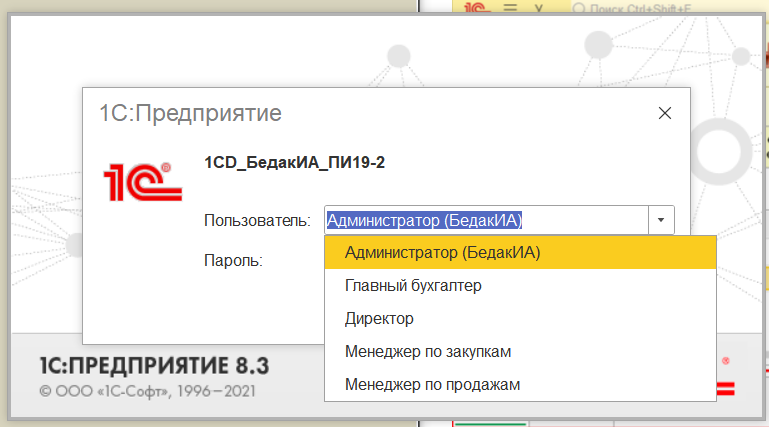 Поиск Ctrl+Shift+F
1С:Предприятие
1С
1CD_БедакИА_ПИ19-2
Пользователь: Администратор (БедакИА)
Пароль:
Администратор (БедакИА)
Главный бухгалтер
Директор
Менеджер по закупкам
Менеджер по продажам
1С:ПРЕДПРИЯТИЕ 8.3
© ООО «1С-Софт», 1996–2021